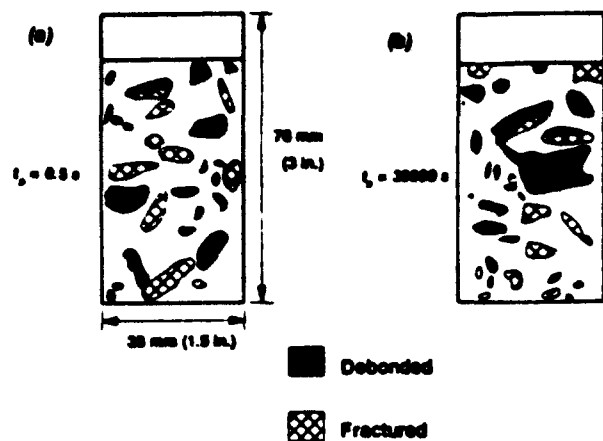 (a)
(b)
76 mm
(3 in.)
38 mm (1.5 in.)
Debonded
Fractured